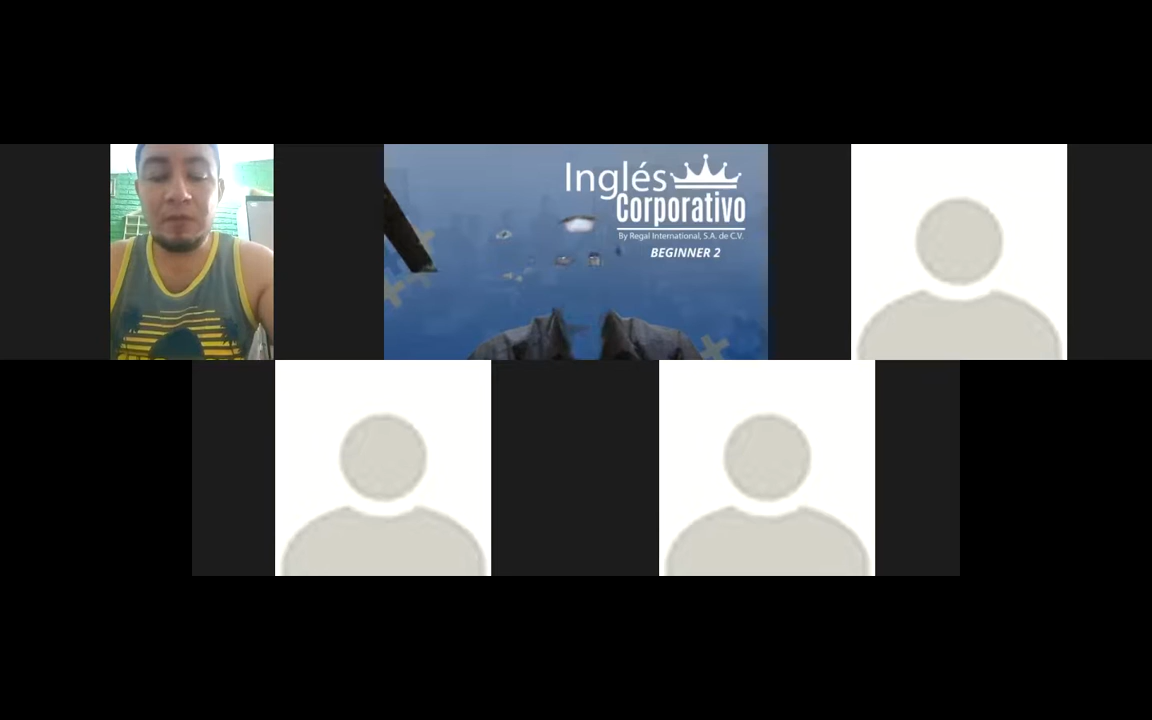 Inglés
Corporativo
By Regal International, S.A. de C.V.
BEGINNER 2